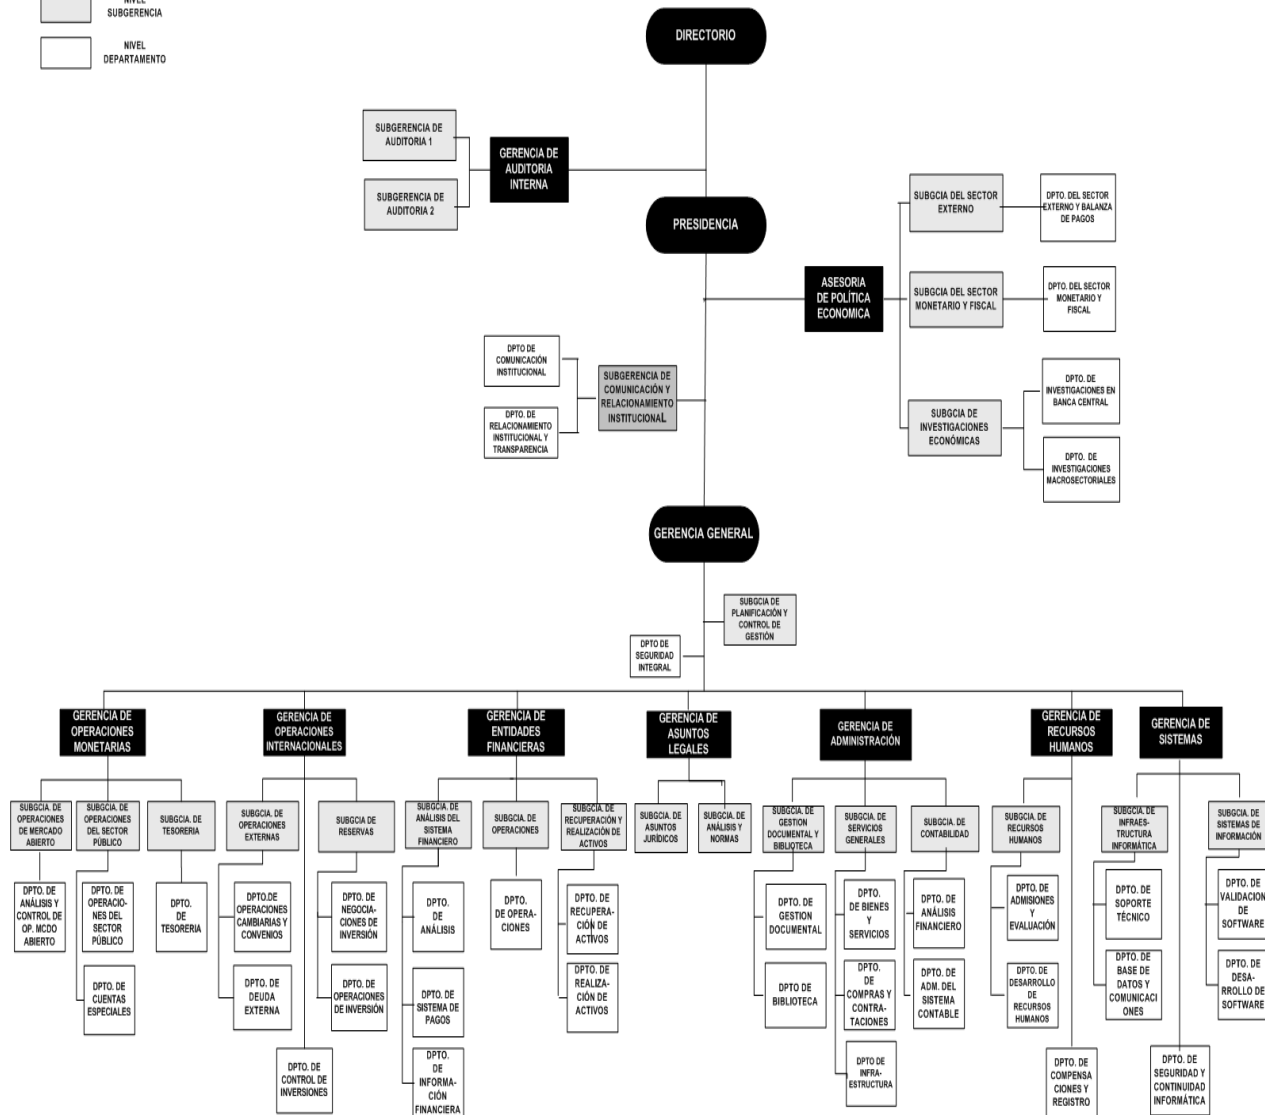 NIVEL
SUBGERENCIA
NIVEL
DEPARTAMENTO
DIRECTORIO
SUBGERENCIA DE
AUDITORIA 1
SUBGERENCIA DE
AUDITORIA 2
GERENCIA DE
AUDITORIA
INTERNA
PRESIDENCIA
SUBGCIA DEL SECTOR
EXTERNO
DPTO. DEL SECTOR
EXTERNO Y BALANZA
DE PAGOS
ASESORIA
DE POLÍTICA
ECONOMICA
SUBGCIA DEL SECTOR
MONETARIO Y FISCAL
DPTO. DEL SECTOR
MONETARIO Y
FISCAL
DPTO DE
COMUNICACIÓN
INSTITUCIONAL
DPTO. DE
RELACIONAMIENTO
INSTITUCIONAL Y
TRANSPARENCIA
SUBGERENCIA DE
COMUNICACIÓN Y
RELACIONAMIENTO
INSTITUCIONAL
SUBGCIA DE
INVESTIGACIONES
ECONÓMICAS
DPTO. DE
INVESTIGACIONES EN
BANCA CENTRAL
DPTO. DE
INVESTIGACIONES
MACROSECTORIALES
GERENCIA GENERAL
SUBGCIA DE
PLANIFICACIÓN Y
CONTROL DE
GESTIÓN
DPTO DE
SEGURIDAD
INTEGRAL
GERENCIA DE
OPERACIONES
MONETARIAS
GERENCIA DE
OPERACIONES
INTERNACIONALES
GERENCIA DE
ENTIDADES
FINANCIERAS
GERENCIA DE
ASUNTOS
LEGALES
GERENCIA DE
ADMINISTRACIÓN
GERENCIA DE
RECURSOS
HUMANOS
GERENCIA DE
SISTEMAS
SUBGCIA. DE
OPERACIONES
DE MERCADO
ABIERTO
SUBGCIA. DE
OPERACIONES
DEL SECTOR
PÚBLICO
SUBGCIA. DE
TESORERIA
SUBGCIA. DE
OPERACIONES
EXTERNAS
SUBGCIA DE
RESERVAS
SUBGCIA. DE
ANÁLISIS DEL
SISTEMA
FINANCIERO
SUBGCIA. DE
OPERACIONES
SUBGCIA. DE
RECUPERACIÓN Y
REALIZACIÓN DE
ACTIVOS
SUBGCIA. DE
ASUNTOS
JURÍDICOS
SUBGCIA. DE
ANÁLISIS Y
NORMAS
SUBGCIA. DE
GESTION
DOCUMENTAL Y
BIBLIOTECA
SUBGCIA. DE
SERVICIOS
GENERALES
SUBGCIA. DE
CONTABILIDAD
SUBGCIA. DE
RECURSOS
HUMANOS
SUBGCIA. DE
INFRAES-
TRUCTURA
INFORMÁTICA
SUBGCIA. DE
SISTEMAS DE
INFORMACIÓN
DPTO. DE
ANÁLISIS Y
CONTROL DE
OP. MCDO
ABIERTO
DPTO. DE
OPERACIO-
NES DEL
SECTOR
PÚBLICO
DPTO.
DE
TESORERIA
DPTO.DE
OPERACIONES
CAMBIARIAS Y
CONVENIOS
DPTO. DE
NEGOCIA-
CIONES DE
INVERSIÓN
DPTO.
DE
ANÁLISIS
DPTO.
DE OPERA-
CIONES
DPTO. DE
RECUPERA-
CIÓN DE
ACTIVOS
DPTO. DE
GESTION
DOCUMENTAL
DPTO.
DE BIENES
Y
SERVICIOS
DPTO. DE
ANÁLISIS
FINANCIERO
DPTO. DE
ADMISIONES
Y
EVALUACIÓN
DPTO. DE
SOPORTE
TÉCNICO
DPTO. DE
VALIDACION
DE
SOFTWARE
DPTO. DE
CUENTAS
ESPECIALES
DPTO. DE
DEUDA
EXTERNA
DPTO. DE
OPERACIONES
DE INVERSIÓN
DPTO. DE
SISTEMA DE
PAGOS
DPTO. DE
REALIZA-
CIÓN DE
ACTIVOS
DPTO DE
BIBLIOTECA
DPTO.
DE
COMPRAS Y
CONTRA-
TACIONES
DPTO. DE
ADM. DEL
SISTEMA
CONTABLE
DPTO. DE
DESARROLLO
DE
RECURSOS
HUMANOS
DPTO. DE
BASE DE
DATOS Y
COMUNICACI
ONES
DPTO. DE
DESA-
RROLLO DE
SOFTWARE
DPTO. DE
CONTROL DE
INVERSIONES
DPTO.
DE
INFORMA-
CIÓN
FINANCIERA
DPTO DE
INFRA-
ESTRUCTURA
DPTO. DE
COMPENSA
CIONES Y
REGISTRO
DPTO. DE
SEGURIDAD Y
CONTINUIDAD
INFORMÁTICA